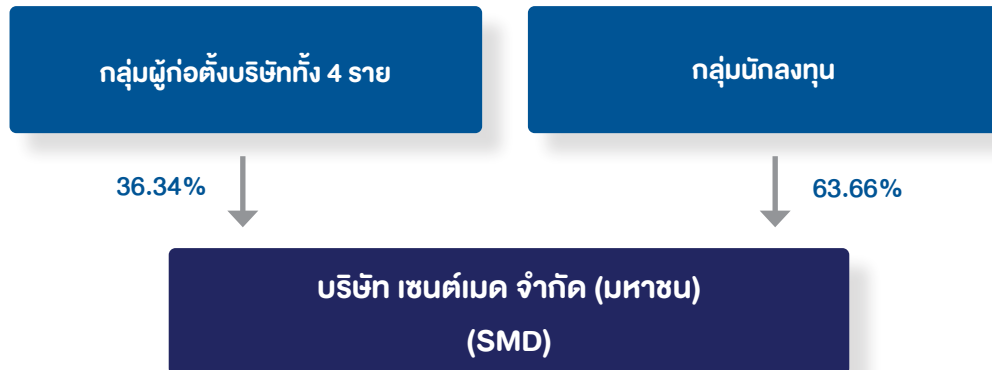 กลุ่มผู้ก่อตั้งบริษัททั้ง 4 ราย
กลุ่มนักลงทุน
36.34%
63.66%
บริษัท เซนต์เมด จำกัด (มหาชน)
(SMD)